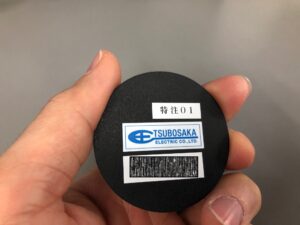 特注01
TSUBOSAKA
ELECTRIC CO.,LTD.